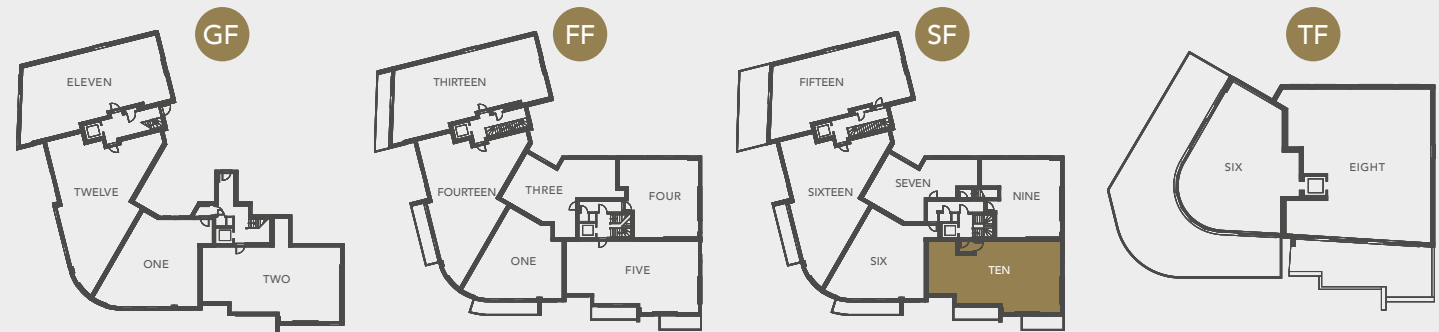 GF
ELEVEN
TWELVE
ONE
TWO
FF
THIRTEEN
FOURTEEN
THREE
FOUR
ONE
FIVE
SF
FIFTEEN
SIXTEEN
SEVEN
NINE
SIX
TEN
TF
SIX
EIGHT